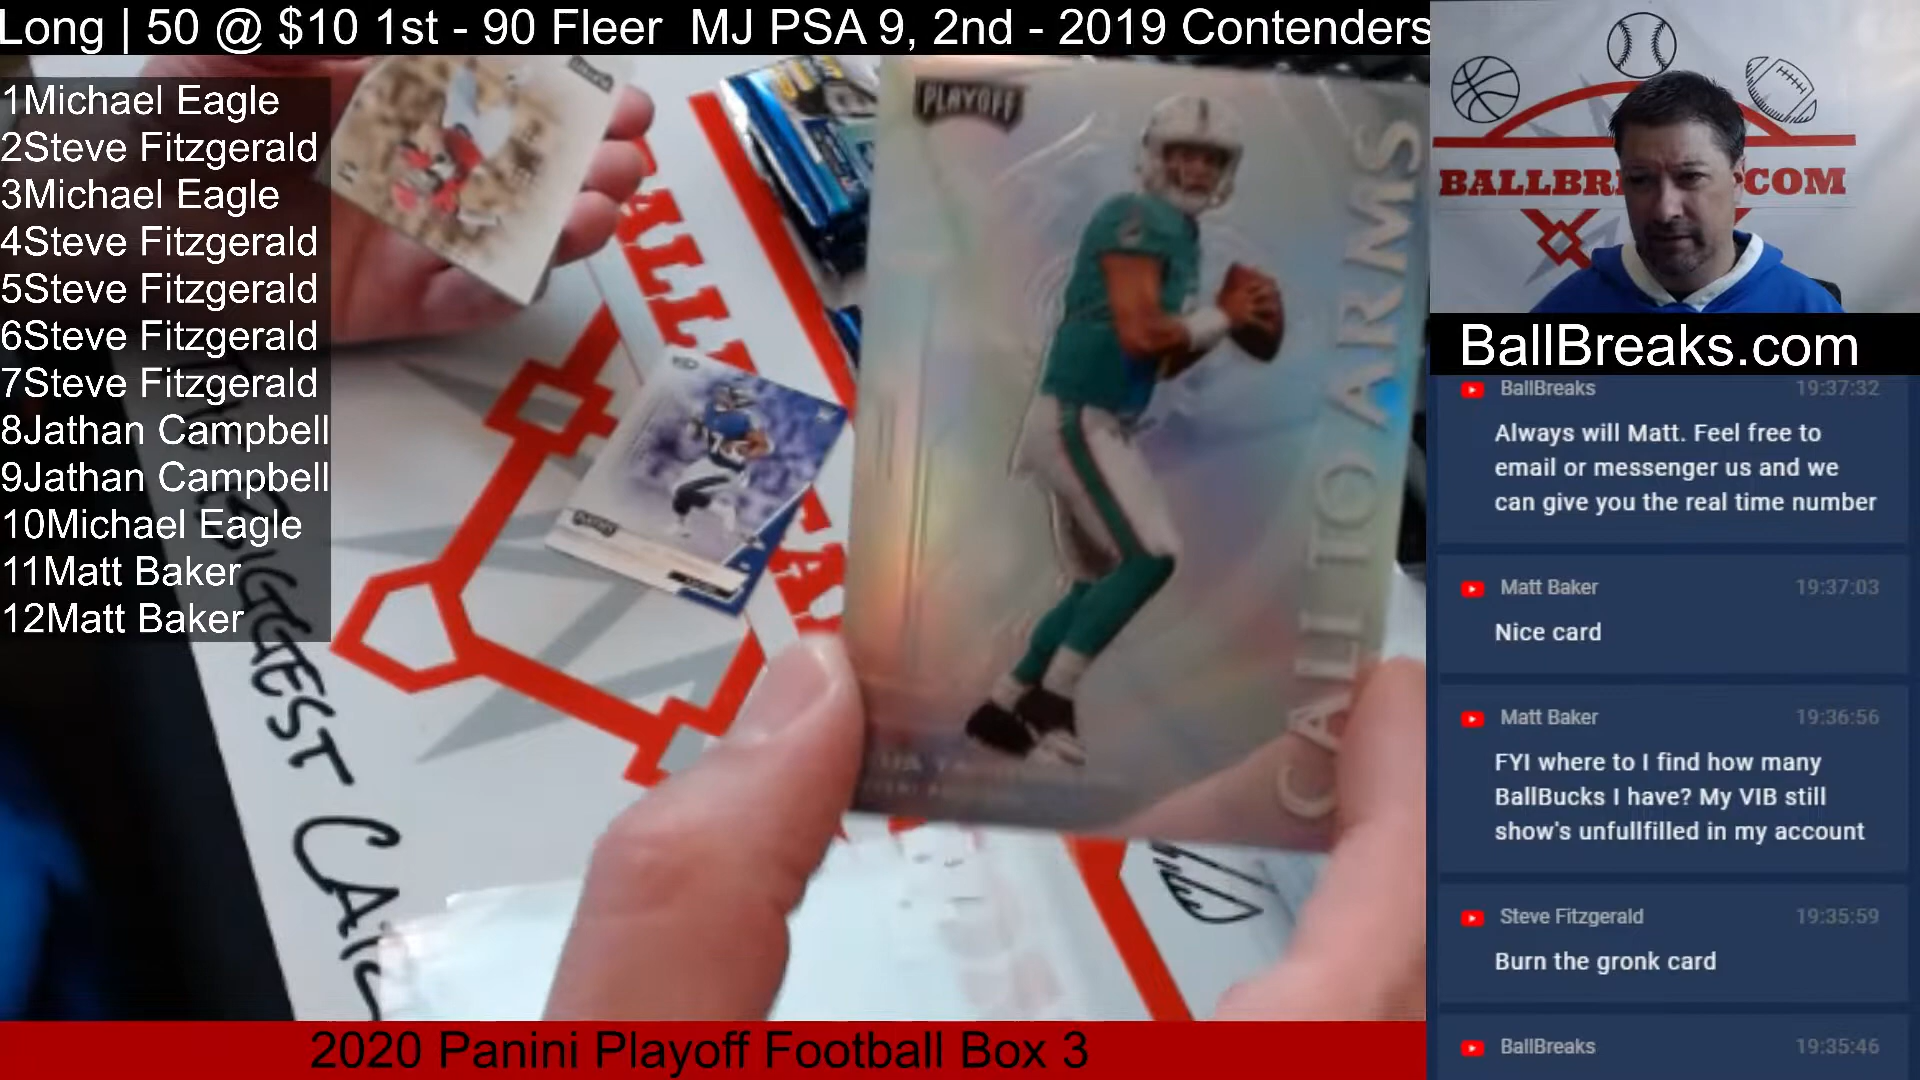 Long | 50 @ $10 1st - 90 Fleer MJ PSA 9, 2nd - 2019 Contenders
1Michael Eagle
2Steve Fitzgerald
3Michael Eagle
4Steve Fitzgerald
5Steve Fitzgerald
6Steve Fitzgerald
7Steve Fitzgerald
8Jathan Campbell
9Jathan Campbell
10Michael Eagle
11Matt Baker
12Matt Baker
PLAYOFF
CALL TO ARMS
PLAYOFF
BIGGEST
2020 Panini Playoff Football Box 3
COM
BallBreaks.com
BallBreaks 19:37:32
Always will Matt. Feel free to
email or messenger us and we
can give you the real time number
Matt Baker 19:37:03
Nice card
Matt Baker 19:36:56
FYI where to I find how many
BallBucks I have? My VIB still
show's unfullfilled in my account
Steve Fitzgerald 19:35:59
Burn the gronk card
BallBreaks 19:35:46